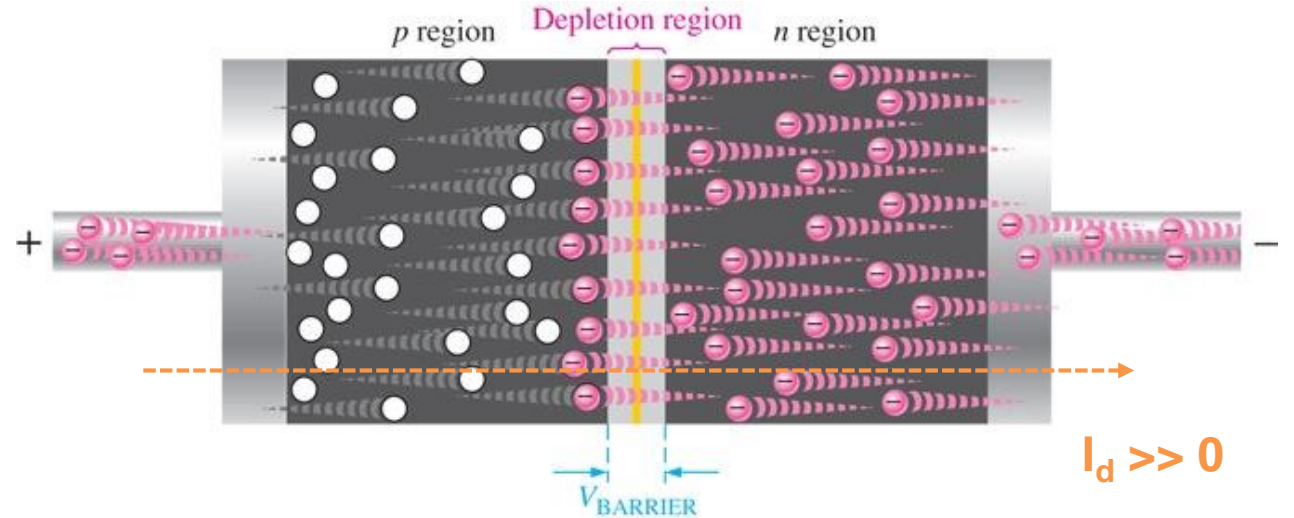 Depletion region
p region
n region
+
−
I_d >> 0
V_BARRIER